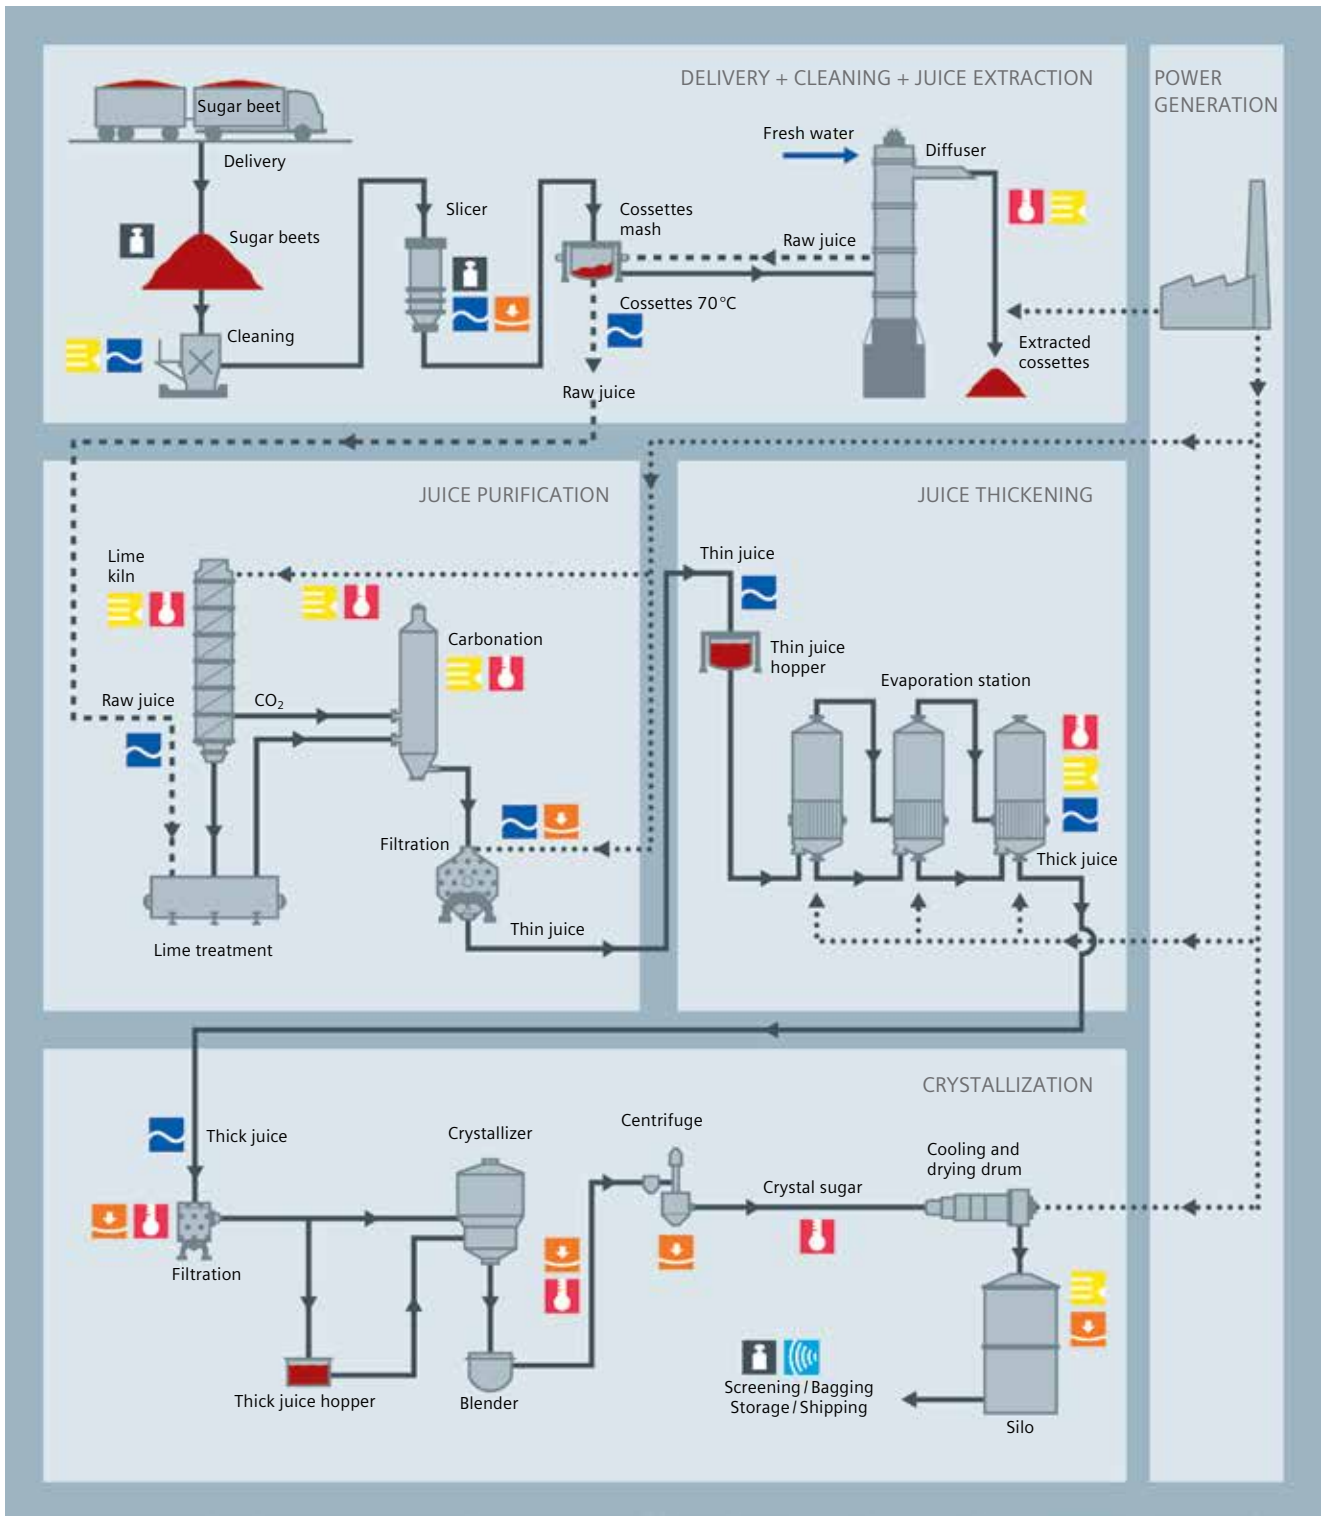 DELIVERY + CLEANING + JUICE EXTRACTION
POWER
GENERATION
Sugar beet
Delivery
Fresh water
Diffuser
Slicer
Cossettes
mash
Sugar beets
Raw juice
Cossettes 70 °C
Cleaning
Extracted
cossettes
Raw juice
JUICE PURIFICATION
JUICE THICKENING
Lime
kiln
Thin juice
Carbonation
Thin juice
hopper
Evaporation station
Raw juice
CO₂
Filtration
Thick juice
Thin juice
Lime treatment
CRYSTALLIZATION
Thick juice
Crystallizer
Centrifuge
Cooling and
drying drum
Crystal sugar
Filtration
Thick juice hopper
Blender
Screening / Bagging
Storage / Shipping
Silo